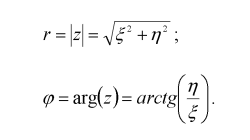 r = |z| = √(ξ² + η²) ;
φ = arg(z) = arctg(η/ξ).